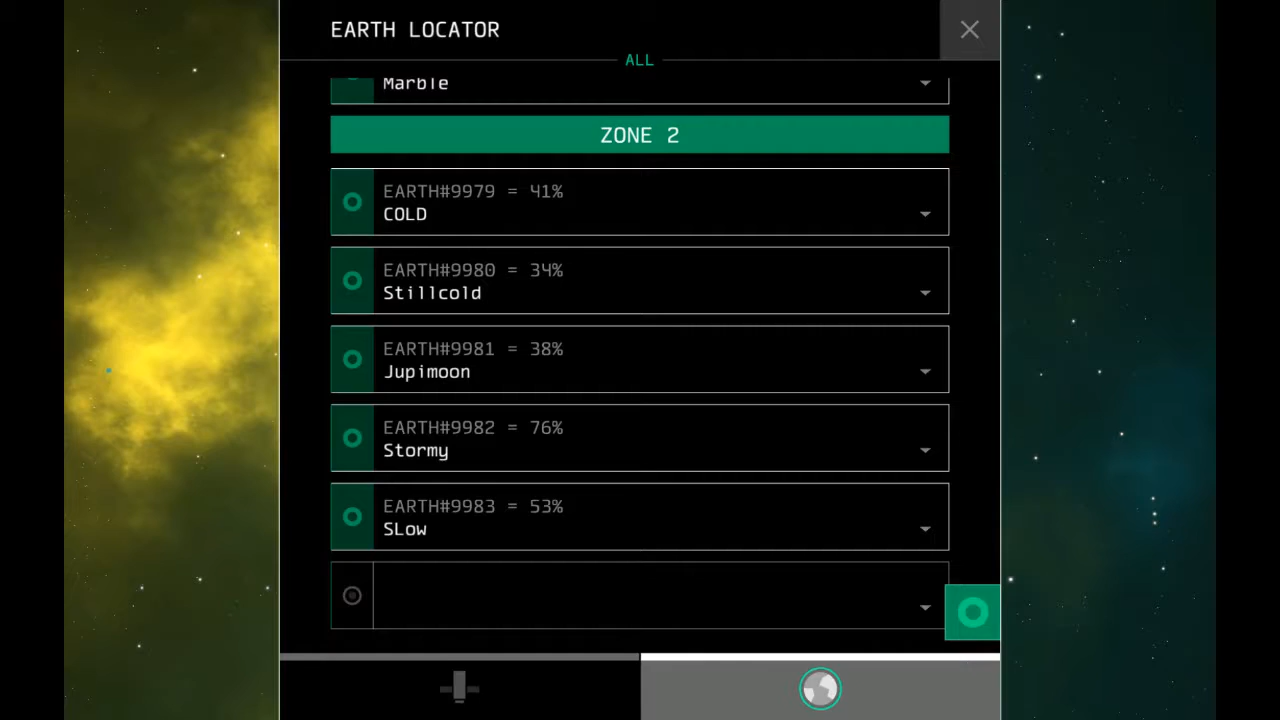 EARTH LOCATOR
ALL
Marble
ZONE 2
EARTH#9979 = 41%
COLD
EARTH#9980 = 34%
Stillcold
EARTH#9981 = 38%
Jupimoon
EARTH#9982 = 76%
Stormy
EARTH#9983 = 53%
SLow